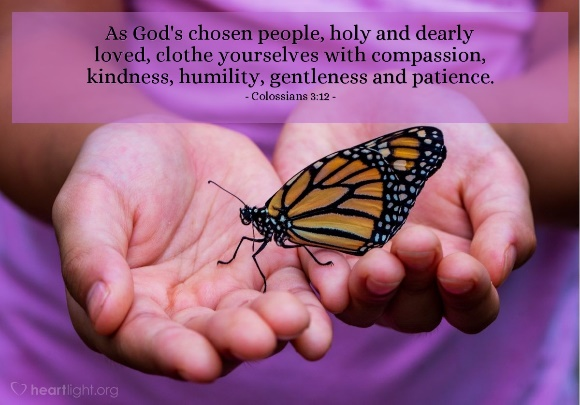 As God's chosen people, holy and dearly
loved, clothe yourselves with compassion,
kindness, humility, gentleness and patience.
- Colossians 3:12 -
heartlight.org